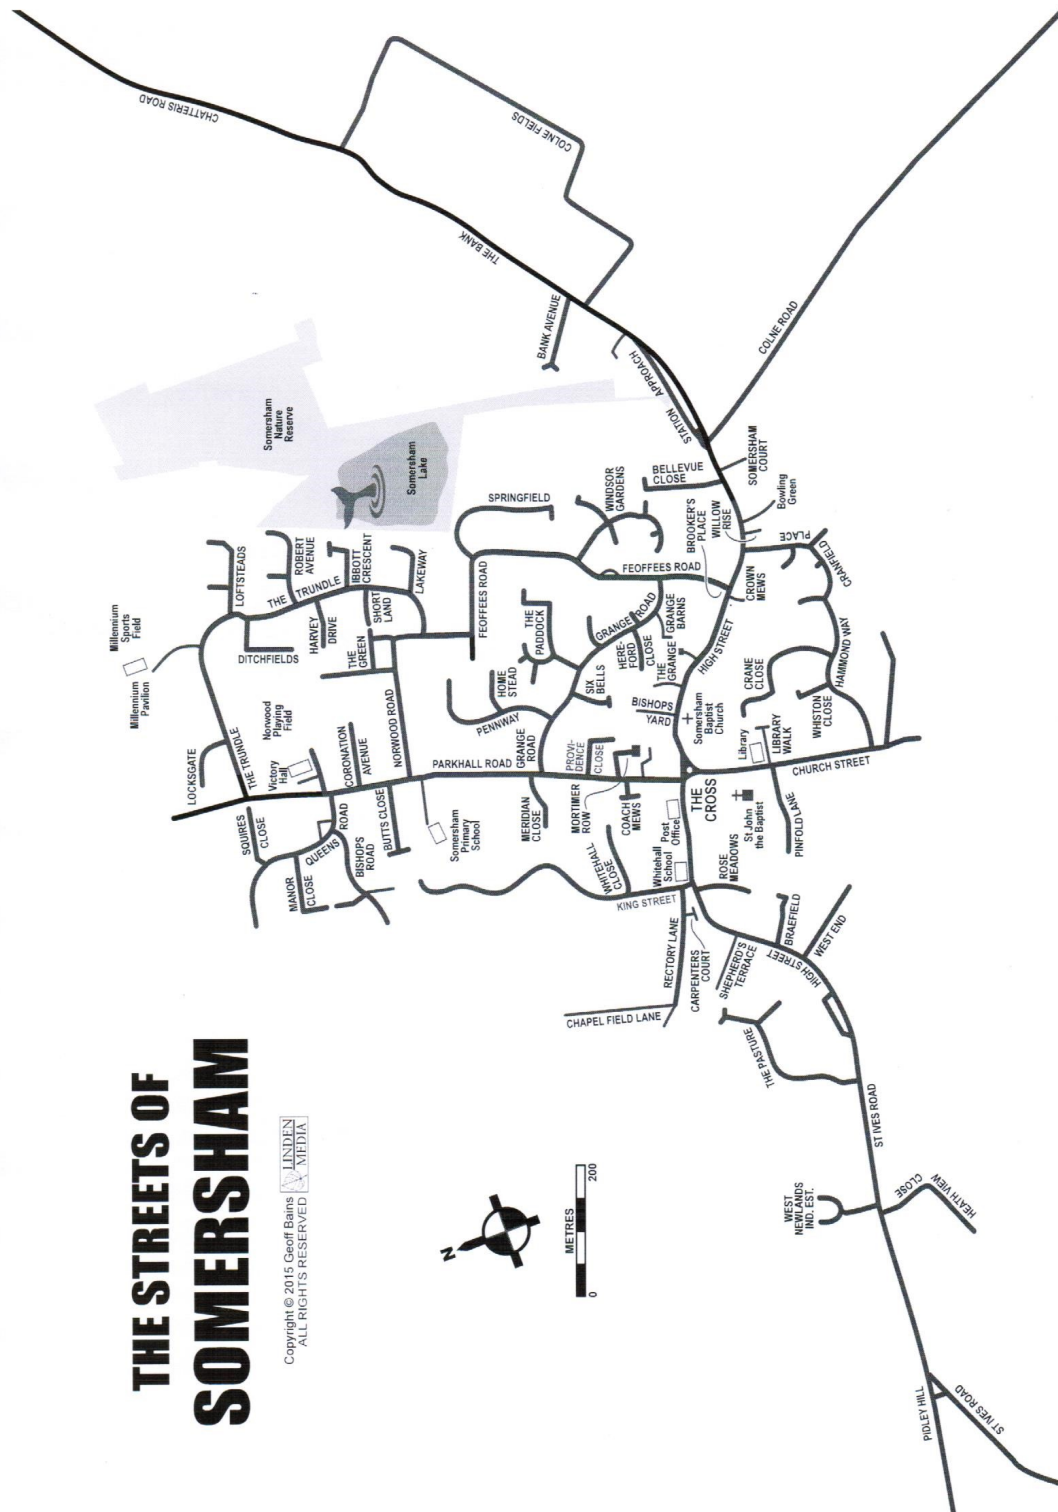 THE STREETS OF
SOMERSHAM
Copyright © 2015 Geoff Bains
ALL RIGHTS RESERVED
LINDEN
MEDIA
N
METRES
0
200
CHATTERIS ROAD
COLNE FIELDS
THE BANK
BANK AVENUE
STATION APPROACH
COLNE ROAD
Somersham
Nature
Reserve
Somersham
Lake
Millennium
Sports
Field
Millennium
Pavilion
LOFTSTEADS
ROBERT
AVENUE
THE TRUNDLE
IBBOTT
CRESCENT
LAKEWAY
SHORT
LAND
HARVEY
DRIVE
DITCHFIELDS
THE
GREEN
LOCKSGATE
THE TRUNDLE
Norwood
Playing
Field
Victory
Hall
CORONATION
AVENUE
NORWOOD ROAD
SQUIRES
CLOSE
QUEENS
ROAD
MANOR
CLOSE
BISHOPS
ROAD
BUTTS CLOSE
PARKHALL ROAD
Somersham
Primary
School
SPRINGFIELD
FEOFFEES ROAD
WINDSOR
GARDENS
BELLEVUE
CLOSE
SOMERSHAM
COURT
Bowling
Green
BROOKER'S
PLACE
WILLOW
RISE
FEOFFEES ROAD
CROWN
MEWS
CRANFIELD
PLACE
THE
PADDOCK
HOME
STEAD
PENNWAY
GRANGE ROAD
GRANGE
BARNS
HERE-
FORD
CLOSE
THE
GRANGE
HIGH STREET
SIX
BELLS
BISHOPS
YARD
GRANGE
ROAD
PROVI-
DENCE
CLOSE
MERIDIAN
CLOSE
MORTIMER
ROW
COACH
MEWS
Somersham
Baptist
Church
CRANE
CLOSE
HAMMOND WAY
WHISTON
CLOSE
Library
LIBRARY
WALK
CHURCH STREET
THE
CROSS
St John
the Baptist
PINFOLD LANE
Post
Office
Whitehall
School
WHITEHALL
CLOSE
KING STREET
ROSE
MEADOWS
RECTORY LANE
CARPENTERS
COURT
CHAPEL FIELD LANE
SHEPHERD'S
TERRACE
BRAEFIELD
HIGH STREET
WEST END
THE PASTURE
ST IVES ROAD
WEST
NEWLANDS
IND. EST.
HEATH VIEW
CLOSE
PIDLEY HILL
ST IVES ROAD